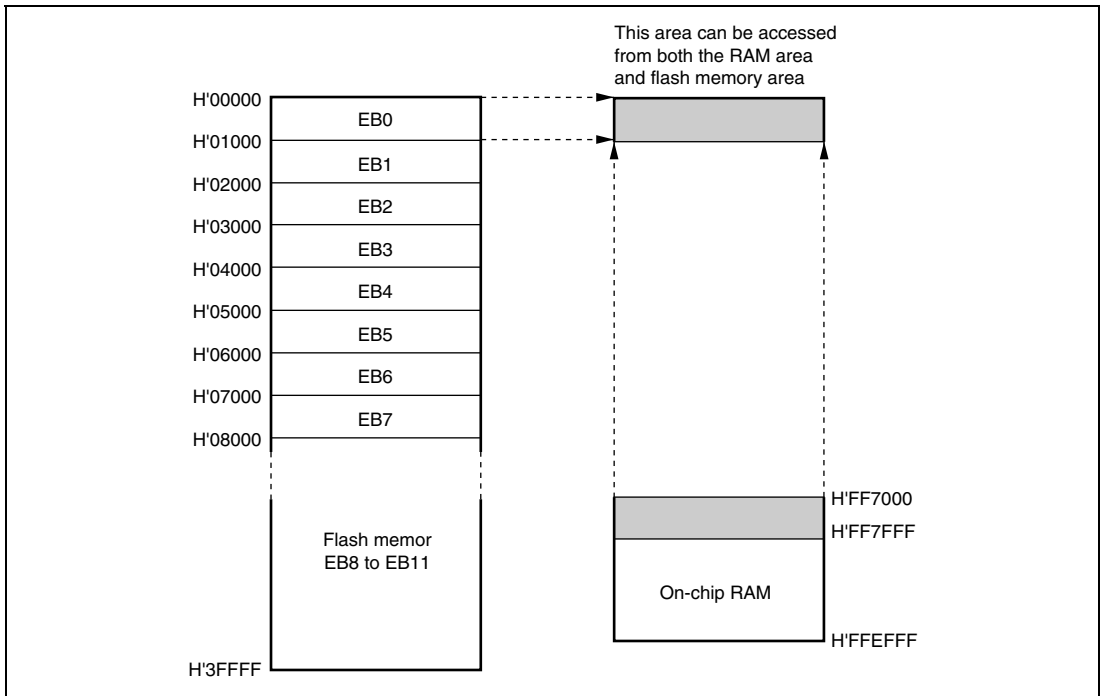 This area can be accessed
from both the RAM area
and flash memory area
H'00000
EB0
H'01000
EB1
H'02000
EB2
H'03000
EB3
H'04000
EB4
H'05000
EB5
H'06000
EB6
H'07000
EB7
H'08000
H'FF7000
H'FF7FFF
Flash memor
EB8 to EB11
On-chip RAM
H'FFEFFF
H'3FFFF